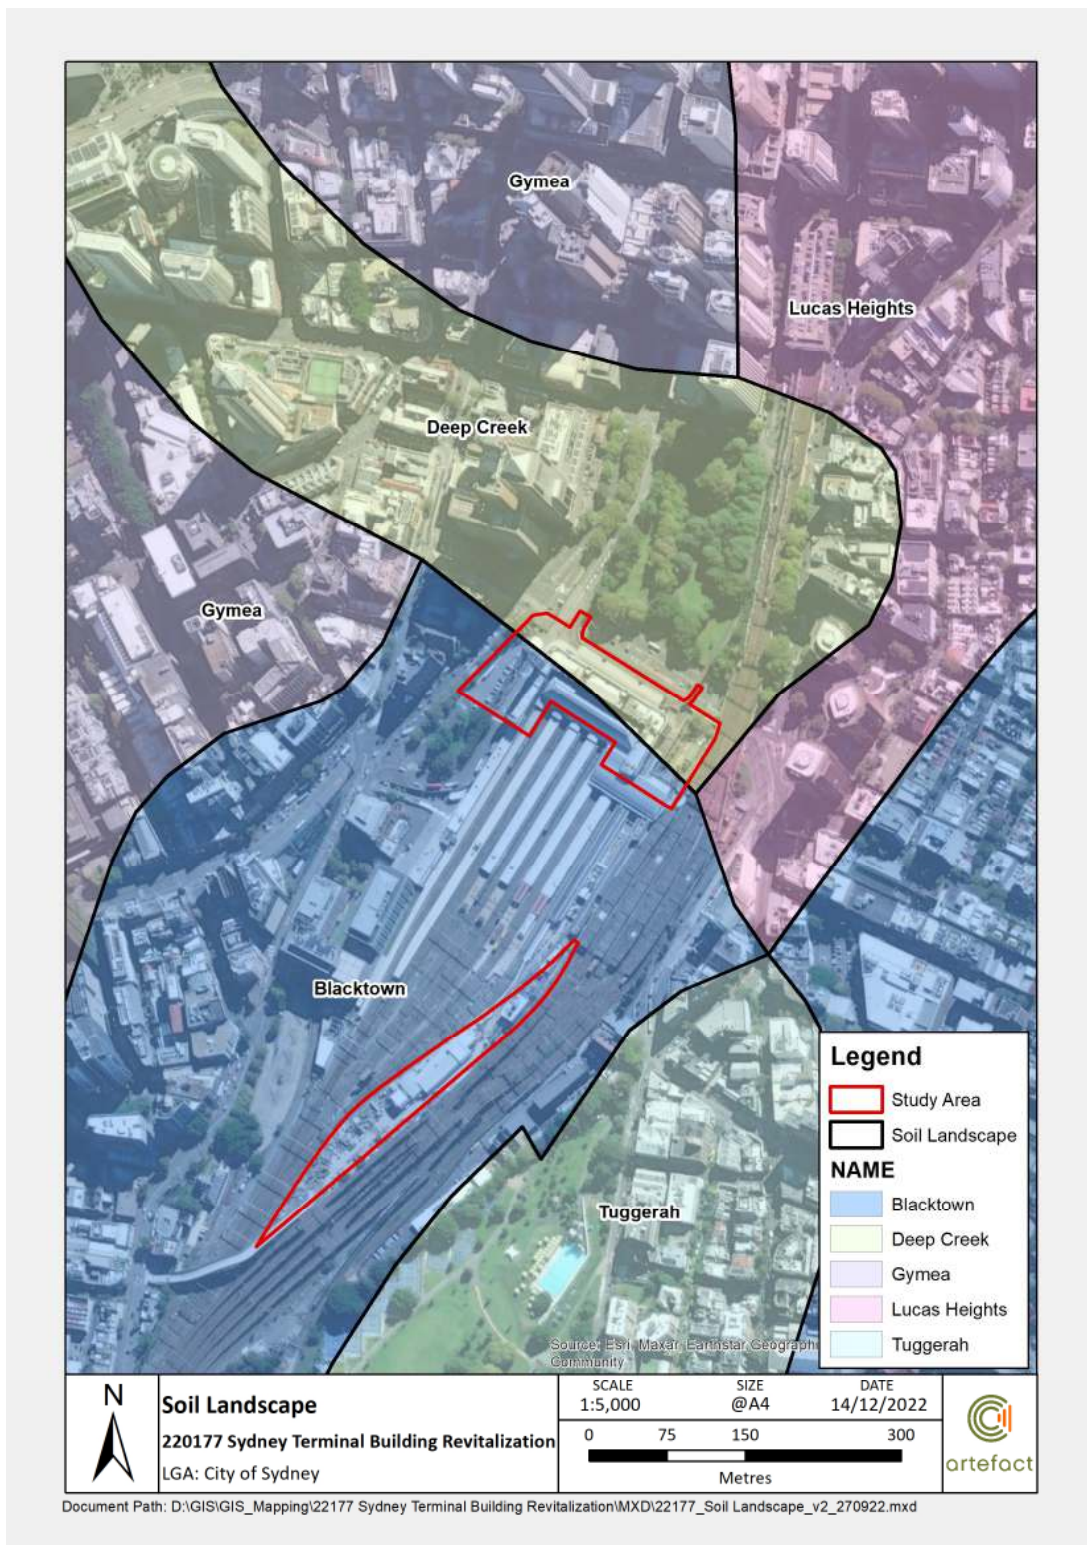 Gymea
Lucas Heights
Deep Creek
Gymea
Blacktown
Tuggerah
Legend
Study Area
Soil Landscape
NAME
Blacktown
Deep Creek
Gymea
Lucas Heights
Tuggerah
Source: Esri, Maxar, Earthstar Geographi
Community
N
Soil Landscape
220177 Sydney Terminal Building Revitalization
LGA: City of Sydney
SCALE
1:5,000
SIZE
@A4
DATE
14/12/2022
0 75 150 300
Metres
artefact
Document Path: D:\GIS\GIS_Mapping\22177 Sydney Terminal Building Revitalization\MXD\22177_Soil Landscape_v2_270922.mxd